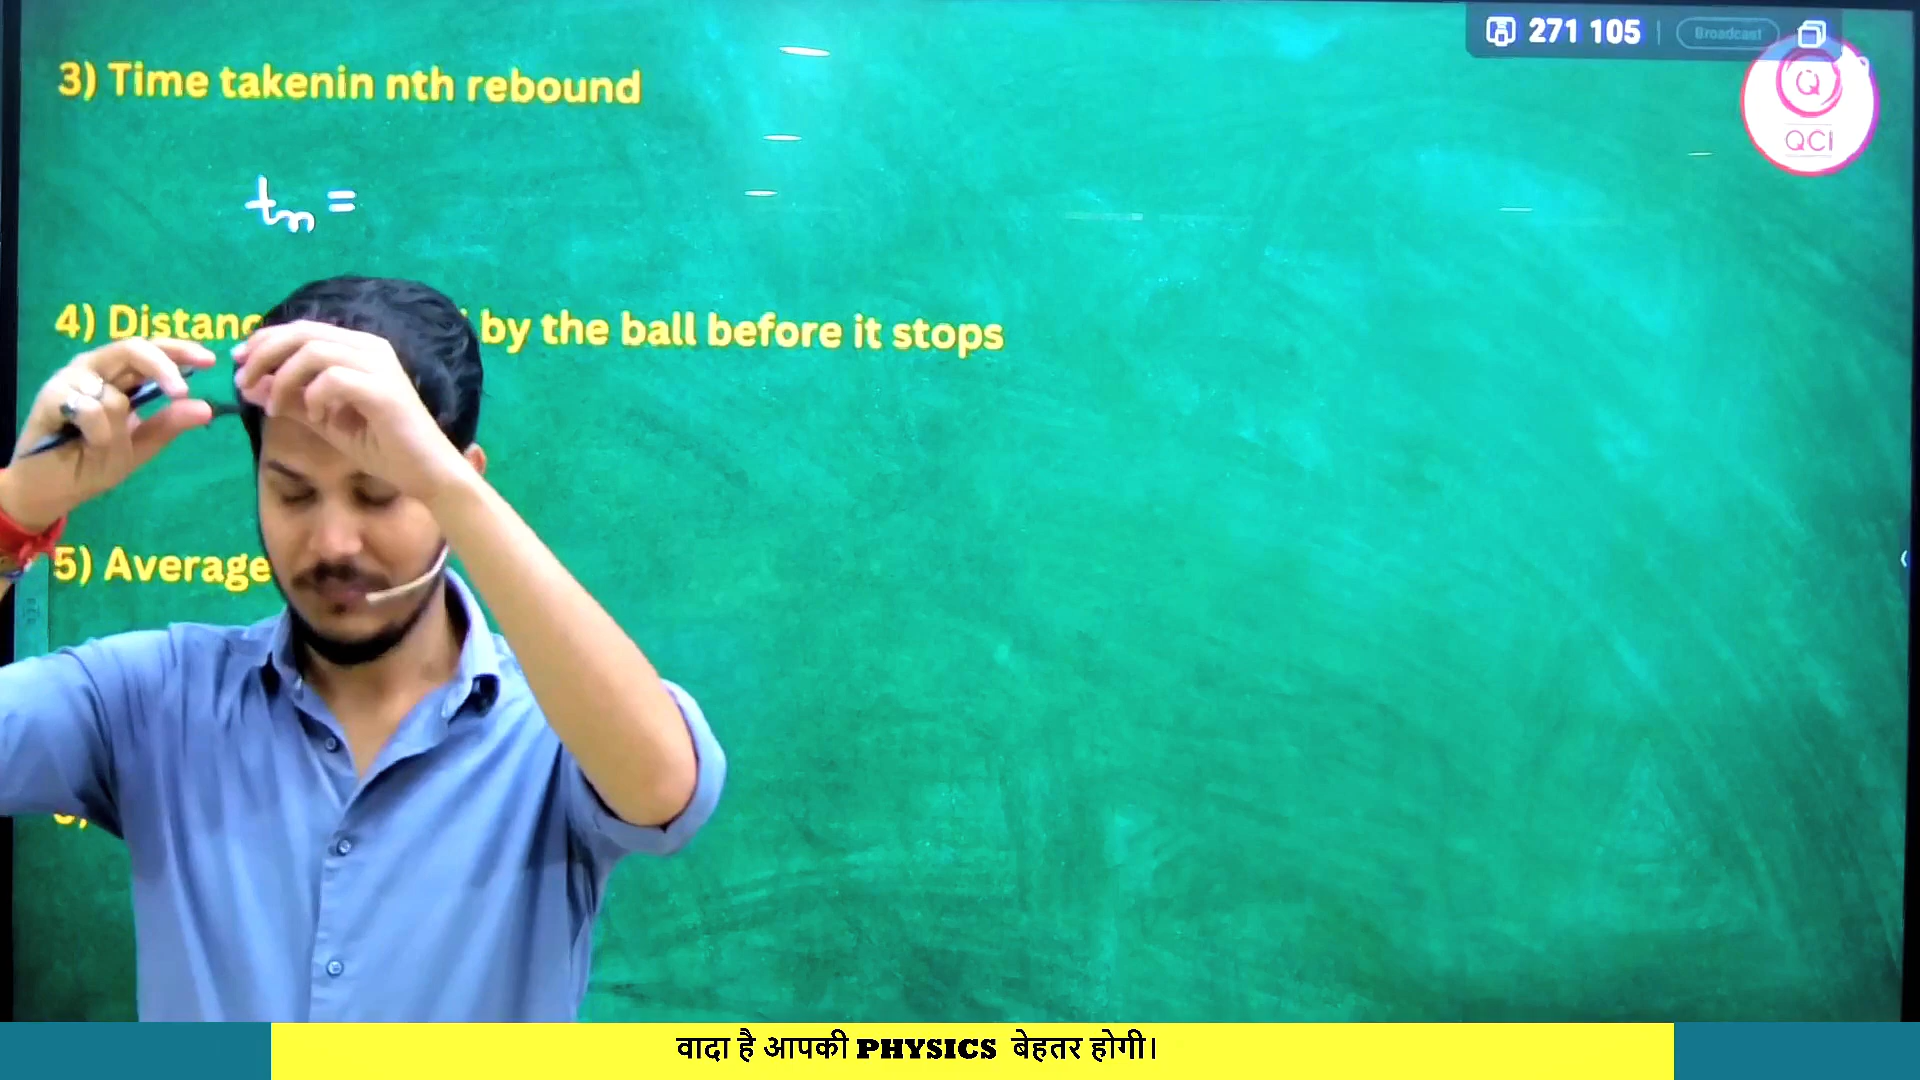 271 105 Broadcast
Q
QCI
3) Time takenin nth rebound
tn =
4) Distanc by the ball before it stops
5) Average
वादा है आपकी PHYSICS बेहतर होगी।